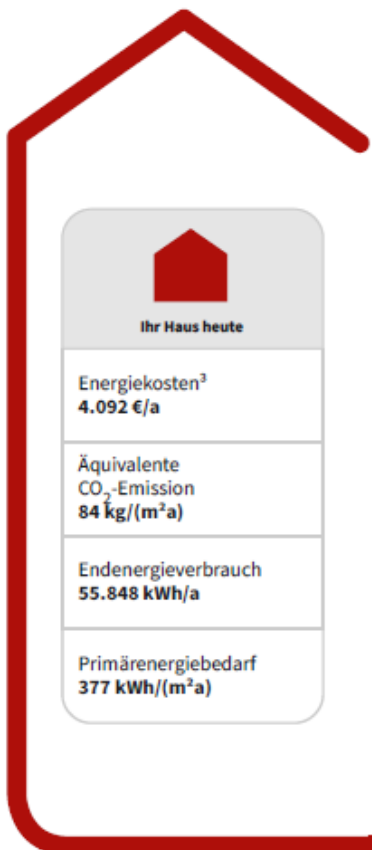 Ihr Haus heute
Energiekosten³
4.092 €/a
Äquivalente
CO₂-Emission
84 kg/(m²a)
Endenergieverbrauch
55.848 kWh/a
Primärenergiebedarf
377 kWh/(m²a)